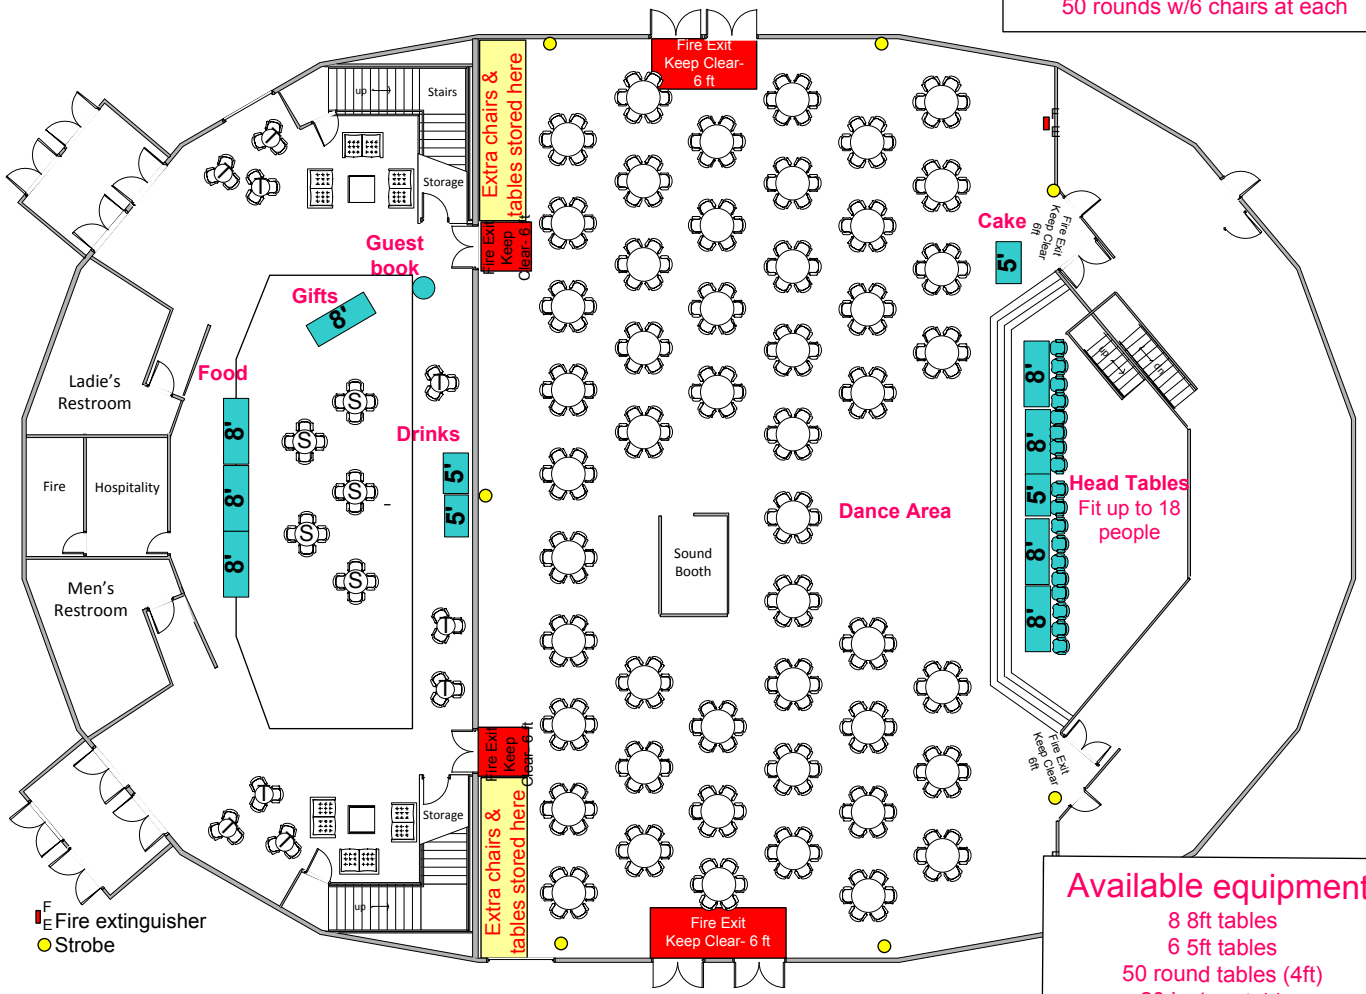 50 rounds w/6 chairs at each
Fire Exit
Keep Clear-
6 ft
Extra chairs &
tables stored here
up
Stairs
Storage
Fire Exit
Keep
Clear- 6 ft
F
E
Fire Exit
Keep Clear
6ft
Cake
5'
Guest
book
Gifts
8'
Food
8'
8'
8'
Ladie's
Restroom
Fire
Hospitality
Men's
Restroom
S
S
S
S
S
Drinks
5'
5'
Sound
Booth
Dance Area
up
dn
8'
8'
5'
8'
8'
Head Tables
Fit up to 18
people
Fire Exit
Keep
Clear- 6 ft
Extra chairs &
tables stored here
Storage
up
Fire Exit
Keep Clear
6ft
Fire Exit
Keep Clear- 6 ft
F
E Fire extinguisher
Strobe
Available equipment
8 8ft tables
6 5ft tables
50 round tables (4ft)